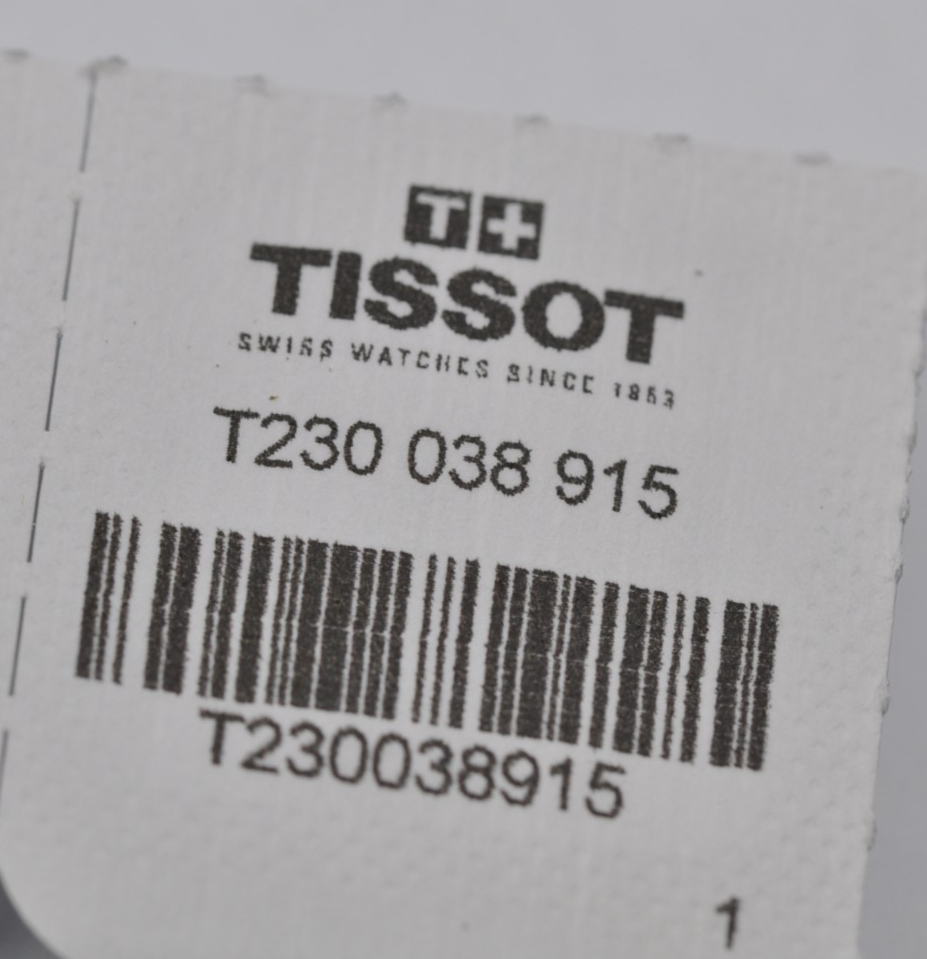 T+
TISSOT
SWISS WATCHES SINCE 1853
T230 038 915
T230038915
1